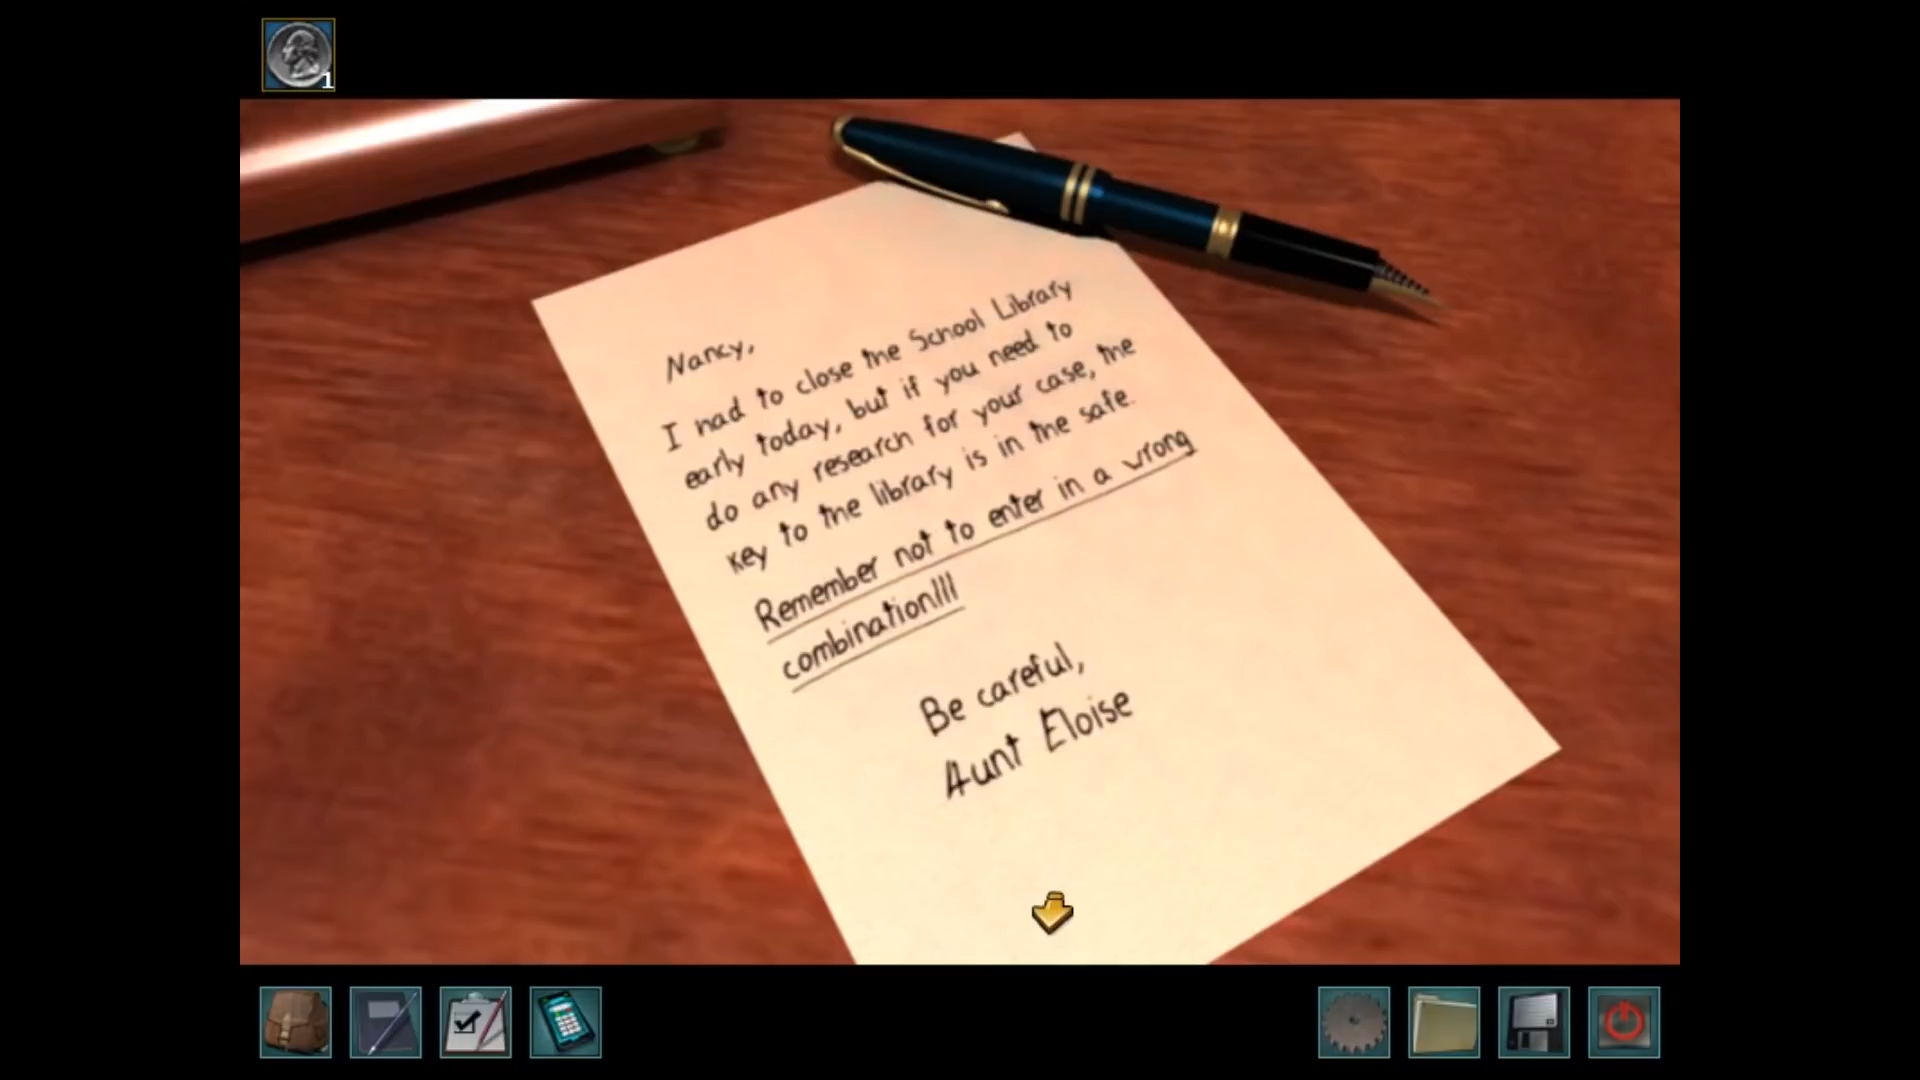 1
Nancy,
I had to close the School Library
early today, but if you need to
do any research for your case, the
key to the library is in the safe.
Remember not to enter in a wrong
combination!!!
Be careful,
Aunt Eloise